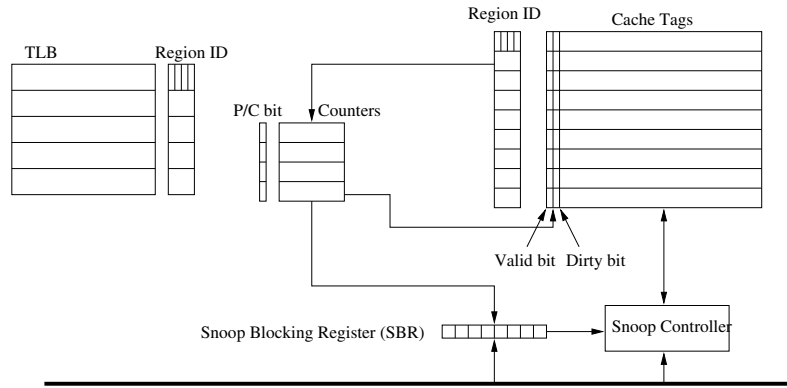 Region ID
Cache Tags
TLB
Region ID
P/C bit
Counters
Valid bit
Dirty bit
Snoop Blocking Register (SBR)
Snoop Controller